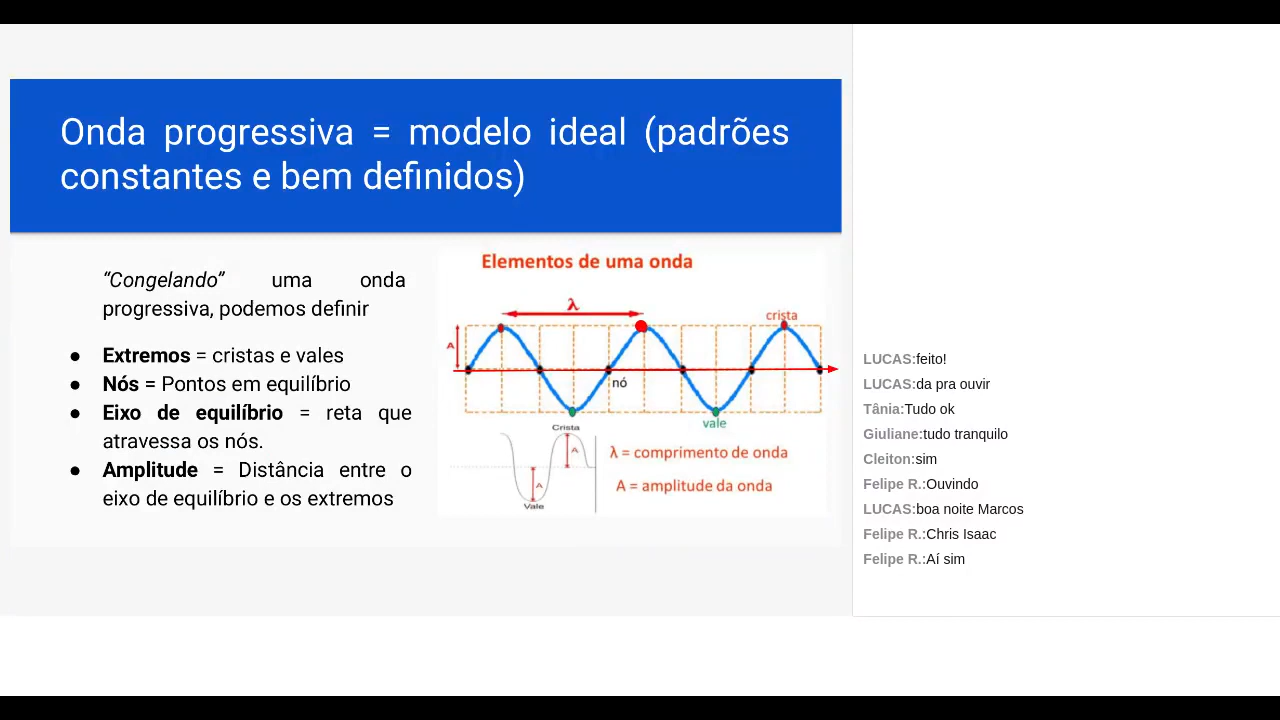 Onda progressiva = modelo ideal (padrões
constantes e bem definidos)
“Congelando” uma onda
progressiva, podemos definir
● Extremos = cristas e vales
● Nós = Pontos em equilíbrio
● Eixo de equilíbrio = reta que
atravessa os nós.
● Amplitude = Distância entre o
eixo de equilíbrio e os extremos
Elementos de uma onda
λ
crista
A
nó
vale
Crista
A
A
Vale
λ = comprimento de onda
A = amplitude da onda
LUCAS:feito!
LUCAS:da pra ouvir
Tânia:Tudo ok
Giuliane:tudo tranquilo
Cleiton:sim
Felipe R.:Ouvindo
LUCAS:boa noite Marcos
Felipe R.:Chris Isaac
Felipe R.:Aí sim